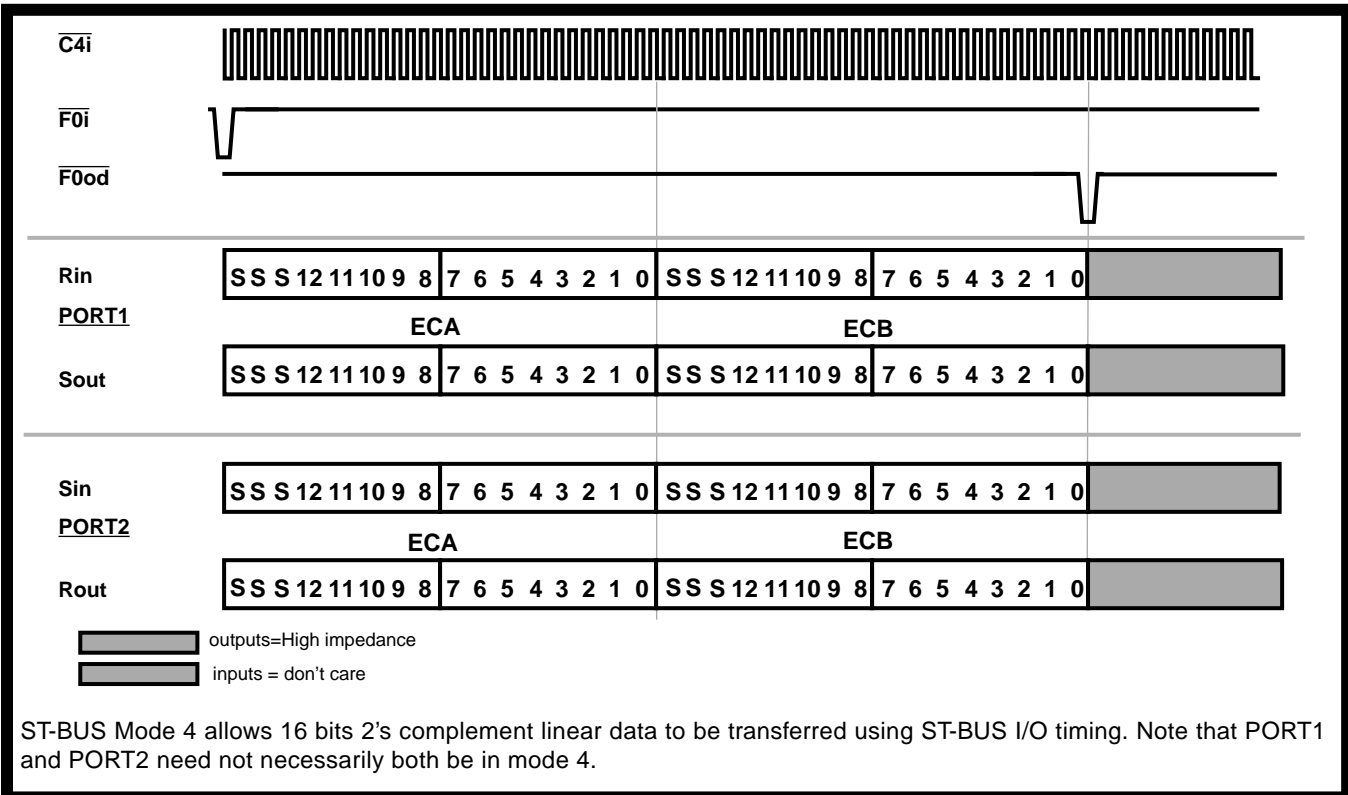 C4i
F0i
F0od
Rin
S S S 12 11 10 9 8 7 6 5 4 3 2 1 0 S S S 12 11 10 9 8 7 6 5 4 3 2 1 0
PORT1
ECA ECB
Sout
S S S 12 11 10 9 8 7 6 5 4 3 2 1 0 S S S 12 11 10 9 8 7 6 5 4 3 2 1 0
Sin
S S S 12 11 10 9 8 7 6 5 4 3 2 1 0 S S S 12 11 10 9 8 7 6 5 4 3 2 1 0
PORT2
ECA ECB
Rout
S S S 12 11 10 9 8 7 6 5 4 3 2 1 0 S S S 12 11 10 9 8 7 6 5 4 3 2 1 0
outputs=High impedance
inputs = don't care
ST-BUS Mode 4 allows 16 bits 2's complement linear data to be transferred using ST-BUS I/O timing. Note that PORT1
and PORT2 need not necessarily both be in mode 4.